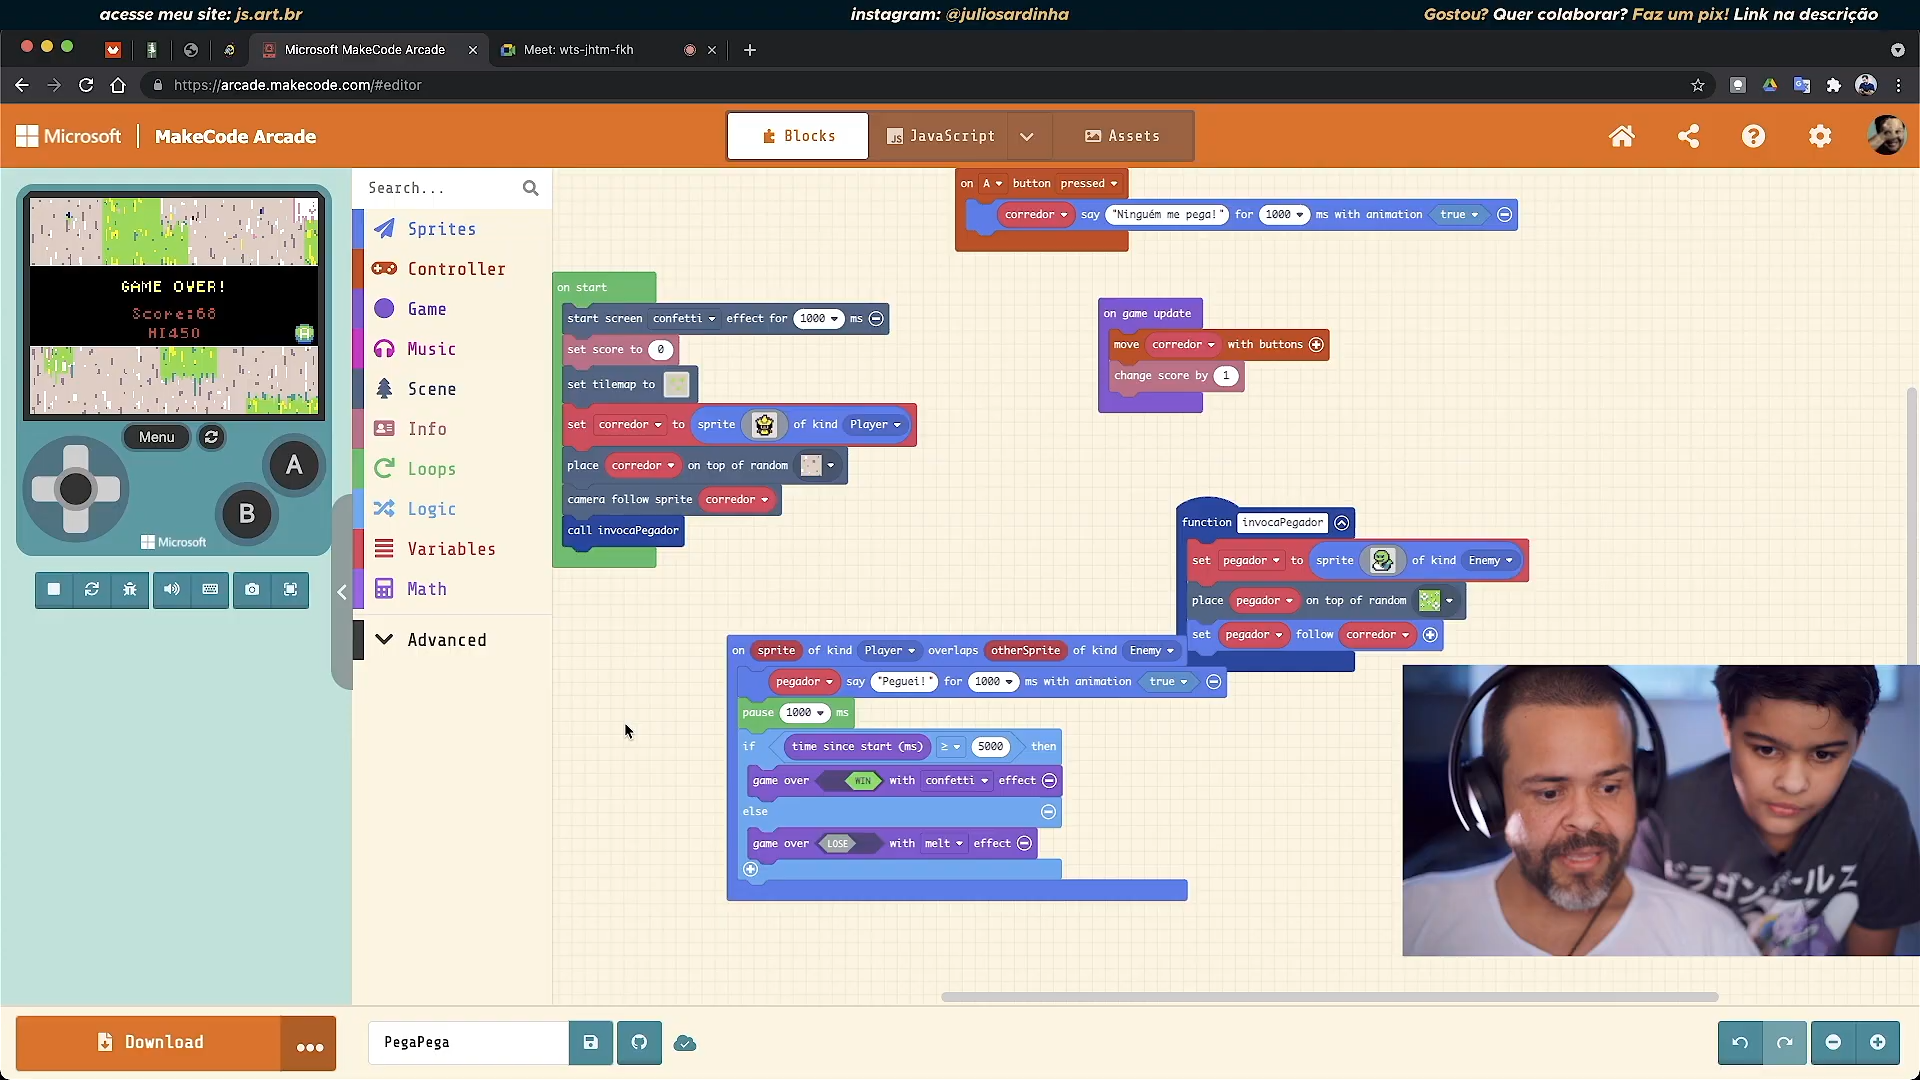 acesse meu site: js.art.br
instagram: @juliosardinha
Gostou? Quer colaborar? Faz um pix! Link na descrição
Microsoft MakeCode Arcade
Meet: wts-jhtm-fkh
https://arcade.makecode.com/#editor
Microsoft
MakeCode Arcade
Blocks
JavaScript
Assets
GAME OVER!
Score:68
HI450
Menu
A
B
Microsoft
Search...
Sprites
Controller
Game
Music
Scene
Info
Loops
Logic
Variables
Math
Advanced
on A button pressed
corredor say "Ninguém me pega!" for 1000 ms with animation true
on start
start screen confetti effect for 1000 ms
set score to 0
set tilemap to
set corredor to sprite of kind Player
place corredor on top of random
camera follow sprite corredor
call invocaPegador
on game update
move corredor with buttons
change score by 1
function invocaPegador
set pegador to sprite of kind Enemy
place pegador on top of random
set pegador follow corredor
on sprite of kind Player overlaps otherSprite of kind Enemy
pegador say "Peguei!" for 1000 ms with animation true
pause 1000 ms
if time since start (ms) ≥ 5000 then
game over WIN with confetti effect
else
game over LOSE with melt effect
ドラゴンボールZ
Download
PegaPega